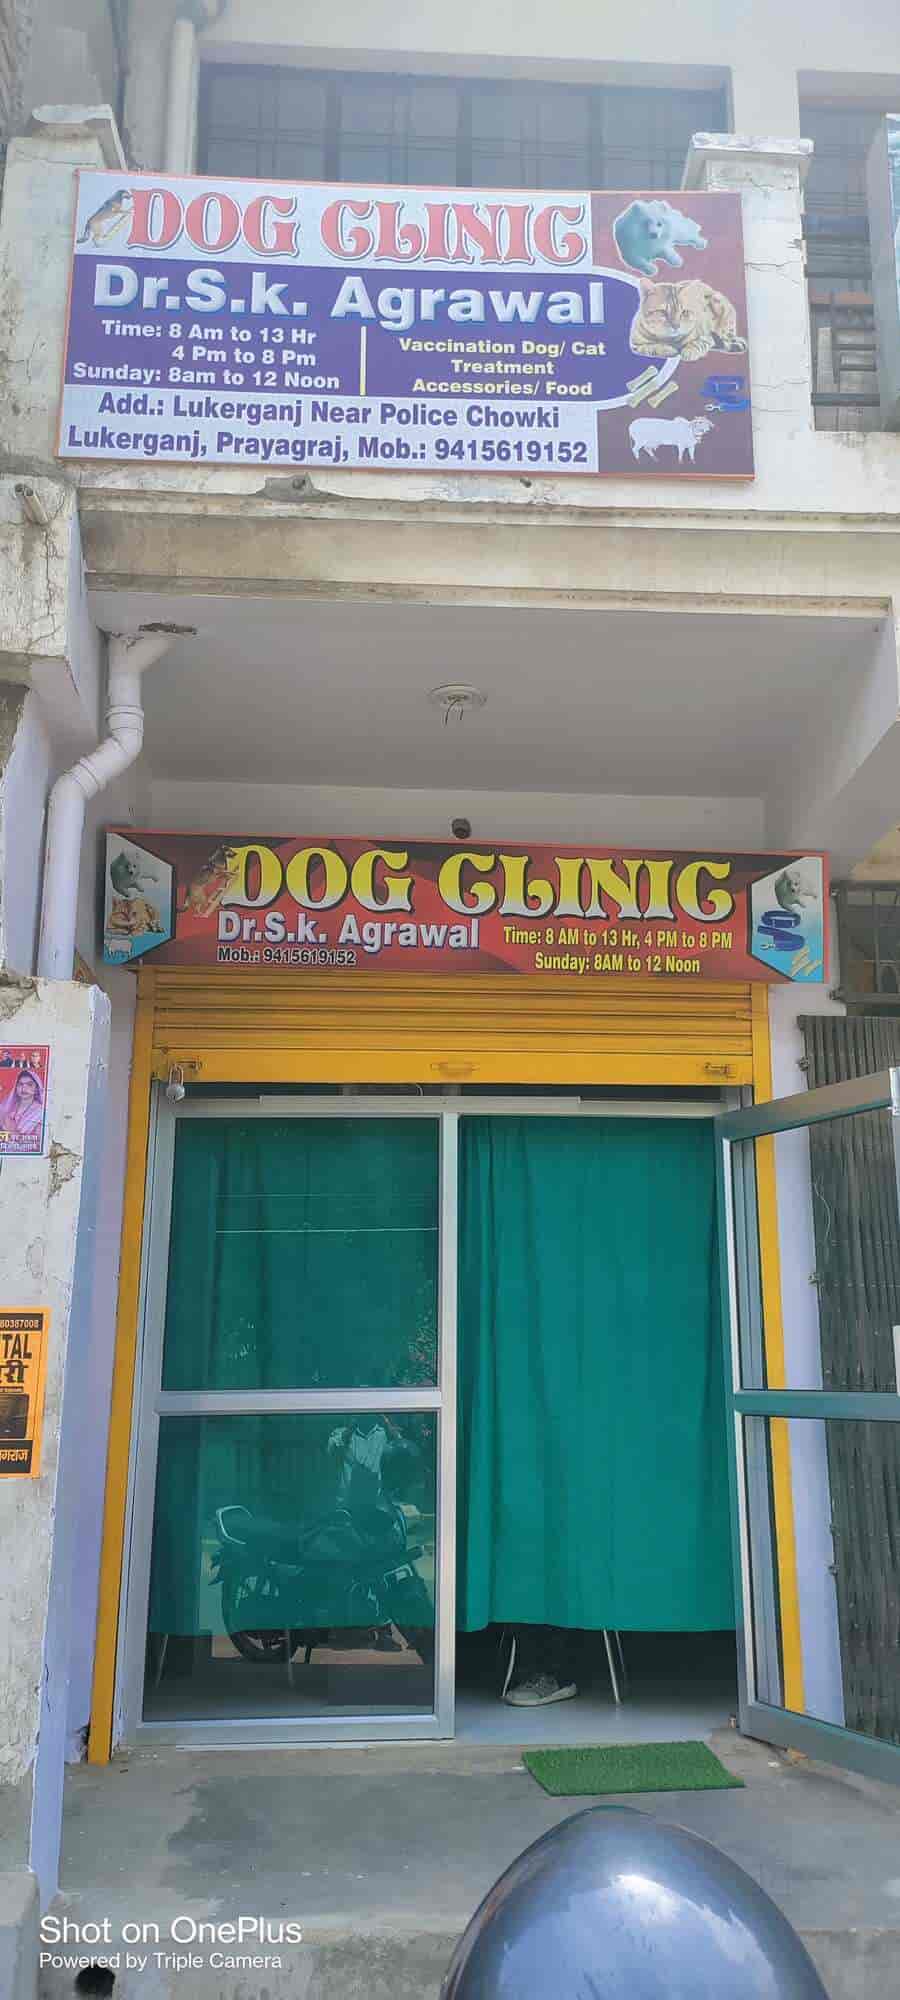 DOG CLINIC
Dr.S.k. Agrawal
Time: 8 Am to 13 Hr
4 Pm to 8 Pm
Sunday: 8am to 12 Noon
Vaccination Dog/ Cat
Treatment
Accessories/ Food
Add.: Lukerganj Near Police Chowki
Lukerganj, Prayagraj, Mob.: 9415619152
DOG CLINIC
Dr.S.k. Agrawal
Mob.: 9415619152
Time: 8 AM to 13 Hr, 4 PM to 8 PM
Sunday: 8AM to 12 Noon
Shot on OnePlus
Powered by Triple Camera